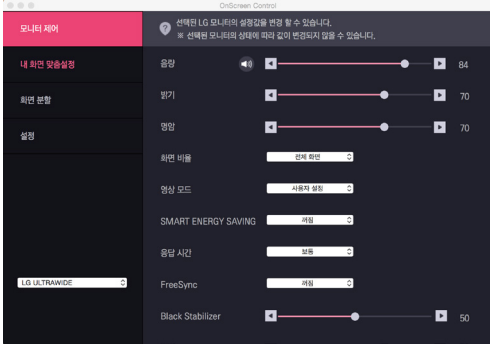 OnScreen Control
모니터 제어
내 화면 맞춤설정
화면 분할
설정
LG ULTRAWIDE
선택된 LG 모니터의 설정값을 변경 할 수 있습니다.
※ 선택된 모니터의 상태에 따라 값이 변경되지 않을 수 있습니다.
음량 84
밝기 70
명암 70
화면 비율 전체 화면
영상 모드 사용자 설정
SMART ENERGY SAVING 꺼짐
응답 시간 보통
FreeSync 꺼짐
Black Stabilizer 50